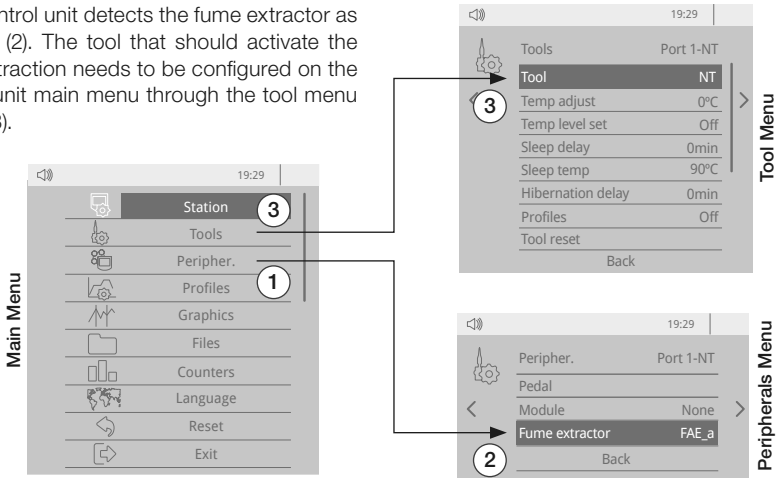 ntrol unit detects the fume extractor as
(2). The tool that should activate the
traction needs to be configured on the
unit main menu through the tool menu
3).
Main Menu
19:29
Station
3
Tools
Peripher.
1
Profiles
Graphics
Files
Counters
Language
Reset
Exit
Tool Menu
19:29
Tools Port 1-NT
Tool NT
3
Temp adjust 0ºC
Temp level set Off
Sleep delay 0min
Sleep temp 90ºC
Hibernation delay 0min
Profiles Off
Tool reset
Back
Peripherals Menu
19:29
Peripher. Port 1-NT
Pedal
Module None
Fume extractor FAE_a
2
Back